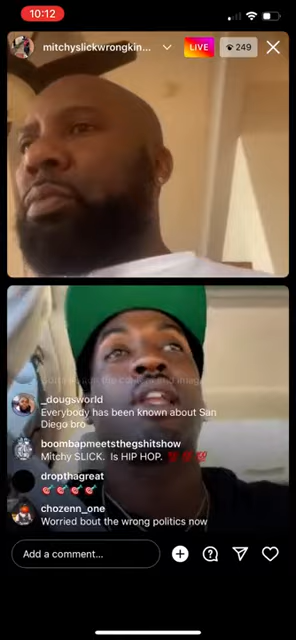 10:12
mitchyslickwrongkin...
LIVE
249
_dougsworld
Everybody has been known about San
Diego bro
boombapmeetsthegshitshow
Mitchy SLICK. Is HIP HOP. 💯💯💯
dropthagreat
🎯🎯🎯🎯
chozenn_one
Worried bout the wrong politics now
Add a comment...